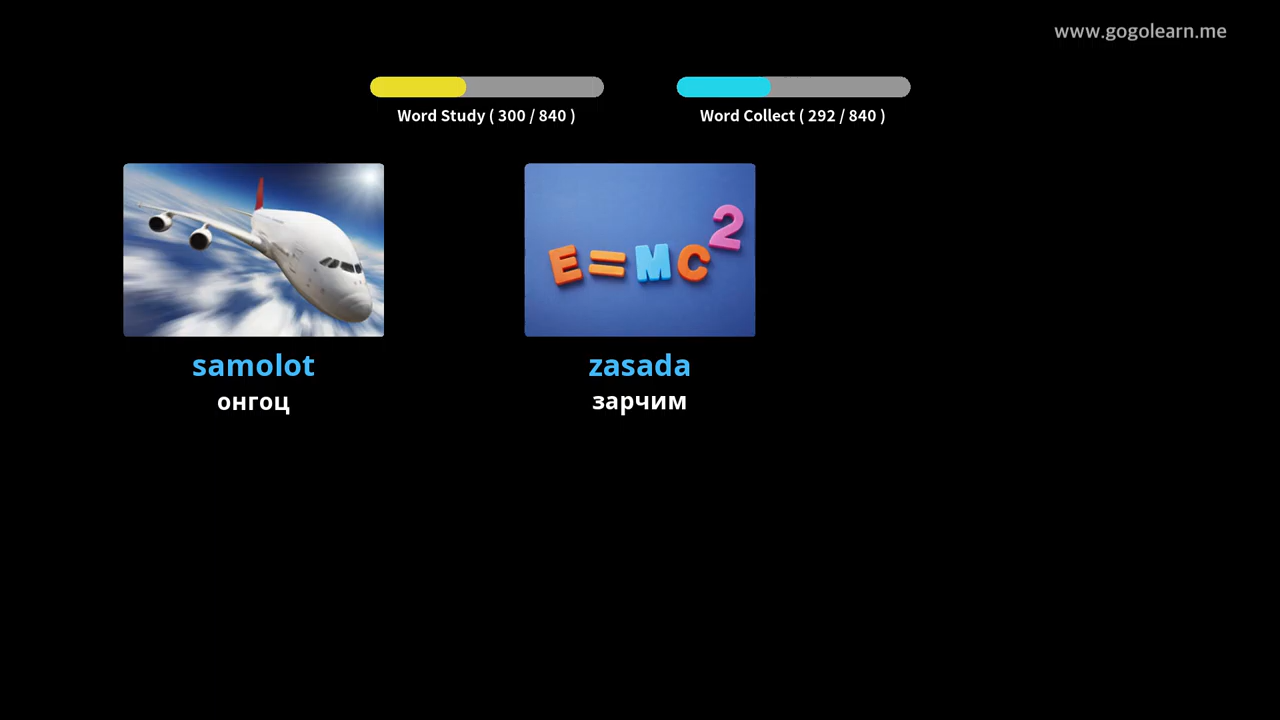 www.gogolearn.me
Word Study ( 300 / 840 )
Word Collect ( 292 / 840 )
E=MC2
samolot
zasada
онгоц
зарчим